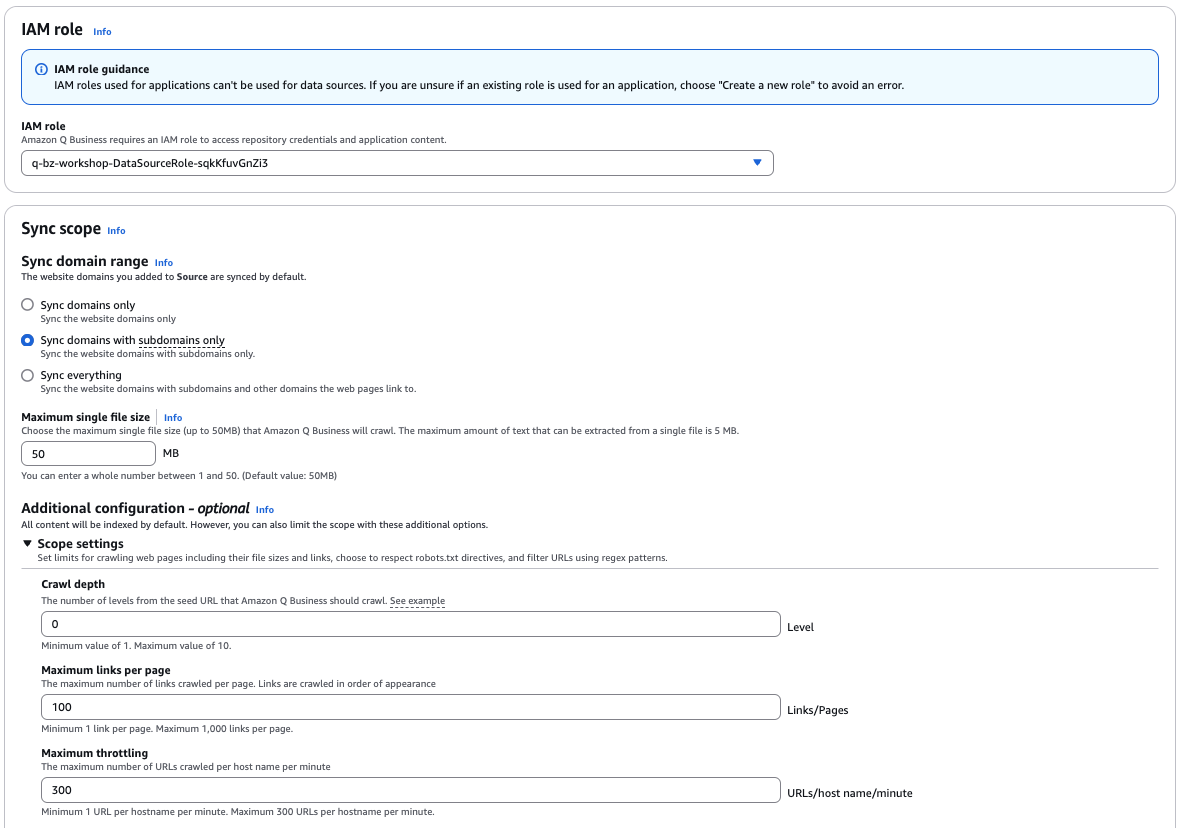 IAM role Info
IAM role guidance
IAM roles used for applications can't be used for data sources. If you are unsure if an existing role is used for an application, choose "Create a new role" to avoid an error.
IAM role
Amazon Q Business requires an IAM role to access repository credentials and application content.
q-bz-workshop-DataSourceRole-sqkKfuvGnZi3
Sync scope Info
Sync domain range Info
The website domains you added to Source are synced by default.
Sync domains only
Sync the website domains only
Sync domains with subdomains only
Sync the website domains with subdomains only.
Sync everything
Sync the website domains with subdomains and other domains the web pages link to.
Maximum single file size Info
Choose the maximum single file size (up to 50MB) that Amazon Q Business will crawl. The maximum amount of text that can be extracted from a single file is 5 MB.
50 MB
You can enter a whole number between 1 and 50. (Default value: 50MB)
Additional configuration - optional Info
All content will be indexed by default. However, you can also limit the scope with these additional options.
Scope settings
Set limits for crawling web pages including their file sizes and links, choose to respect robots.txt directives, and filter URLs using regex patterns.
Crawl depth
The number of levels from the seed URL that Amazon Q Business should crawl. See example
0 Level
Minimum value of 1. Maximum value of 10.
Maximum links per page
The maximum number of links crawled per page. Links are crawled in order of appearance
100 Links/Pages
Minimum 1 link per page. Maximum 1,000 links per page.
Maximum throttling
The maximum number of URLs crawled per host name per minute
300 URLs/host name/minute
Minimum 1 URL per hostname per minute. Maximum 300 URLs per hostname per minute.